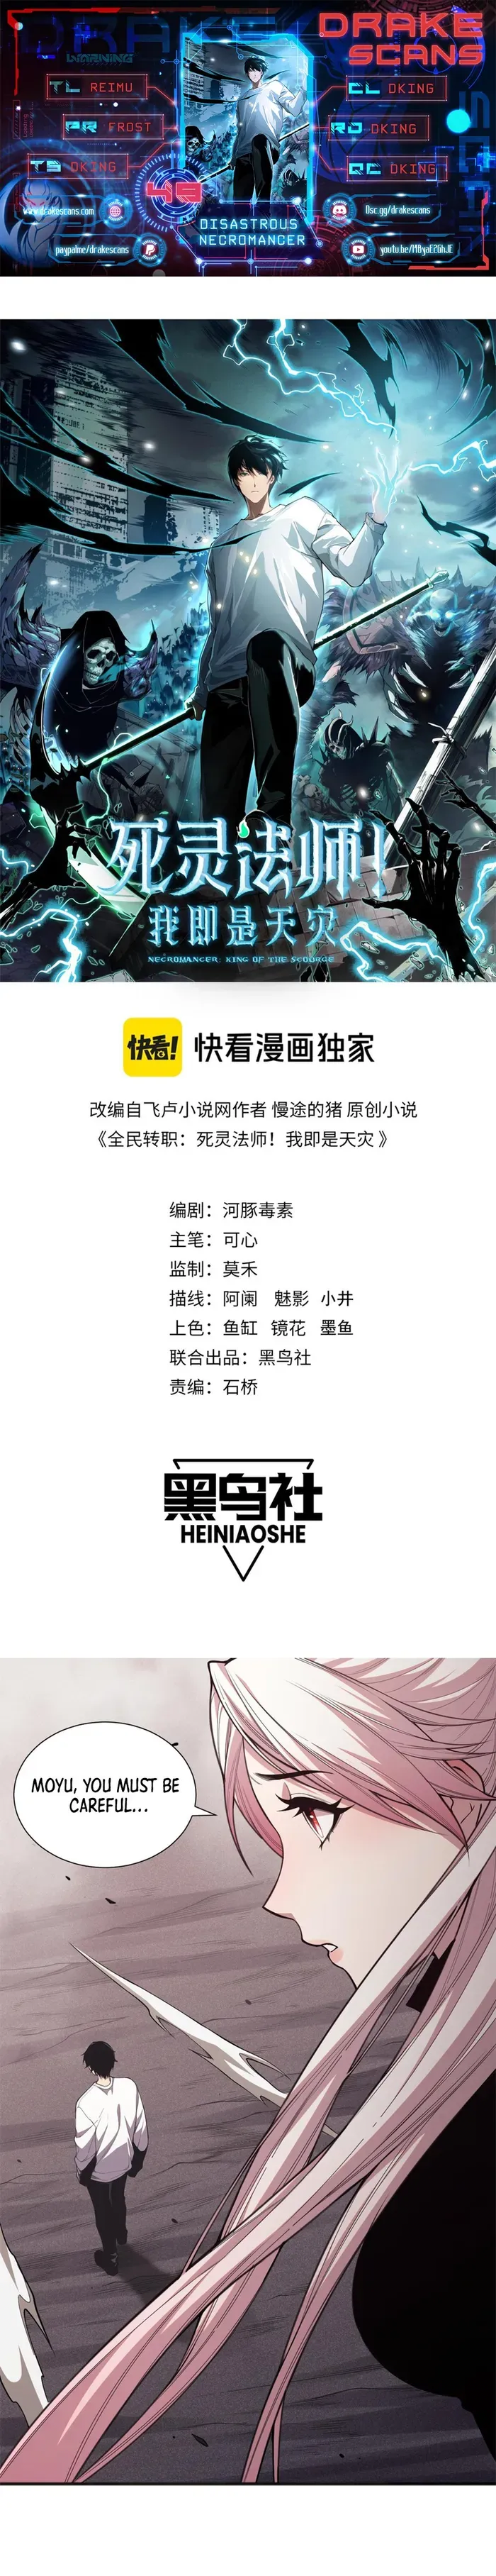 DRAKE
SCANS
WARNING
TL REIMU
CL DKING
PR FROST
RD DKING
TS DKING
QC DKING
48
www.drakescans.com
Dsc.gg/drakescans
DISASTROUS
NECROMANCER
paypalme/drakescans
死灵法师!
我即是天灾
NECROMANCER: KING OF THE SCOURGE
快看! 快看漫画独家
改编自飞卢小说网作者 慢途的猪 原创小说
《全民转职：死灵法师！我即是天灾 》
编剧：河豚毒素
主笔：可心
监制：莫禾
描线：阿阑 魅影 小井
上色：鱼缸 镜花 墨鱼
联合出品：黑鸟社
责编：石桥
黑鸟社
HEINIAOSHE
MOYU, YOU MUST BE
CAREFUL...